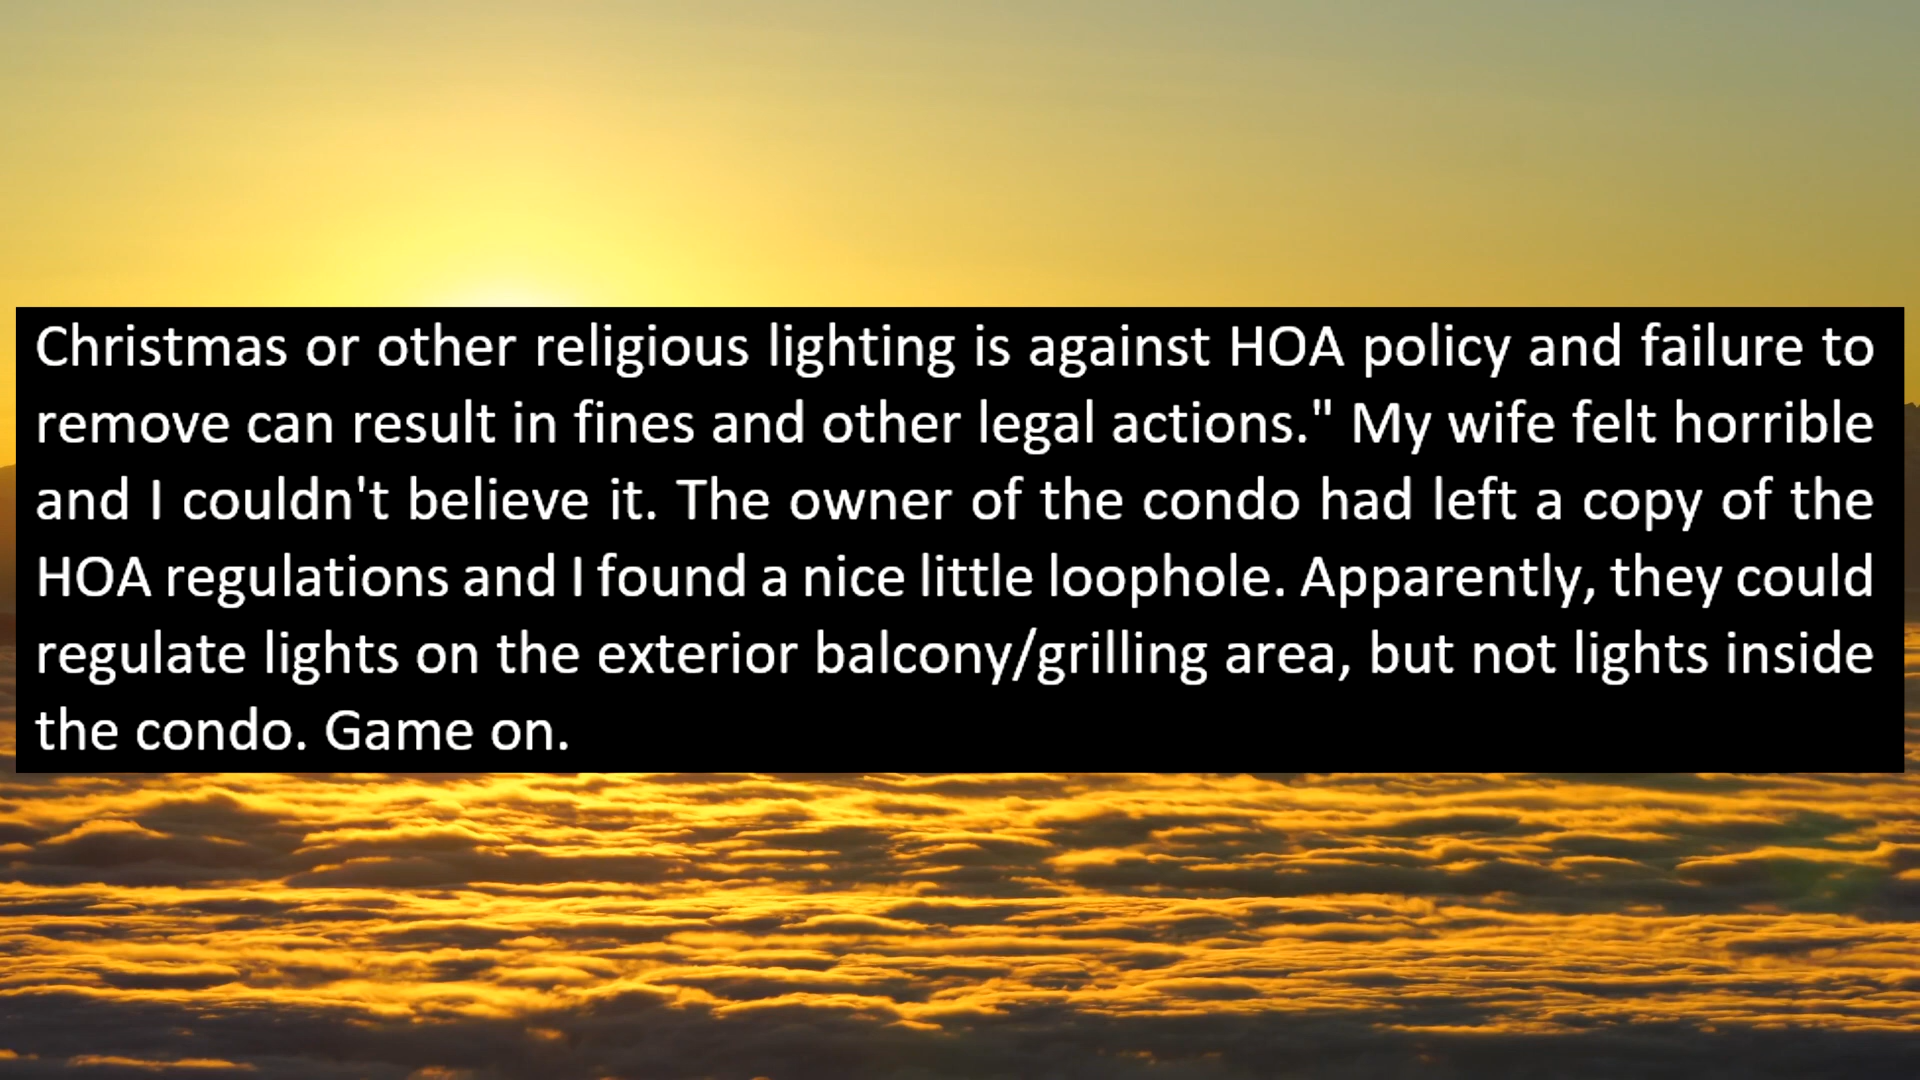 Christmas or other religious lighting is against HOA policy and failure to
remove can result in fines and other legal actions." My wife felt horrible
and I couldn't believe it. The owner of the condo had left a copy of the
HOA regulations and I found a nice little loophole. Apparently, they could
regulate lights on the exterior balcony/grilling area, but not lights inside
the condo. Game on.